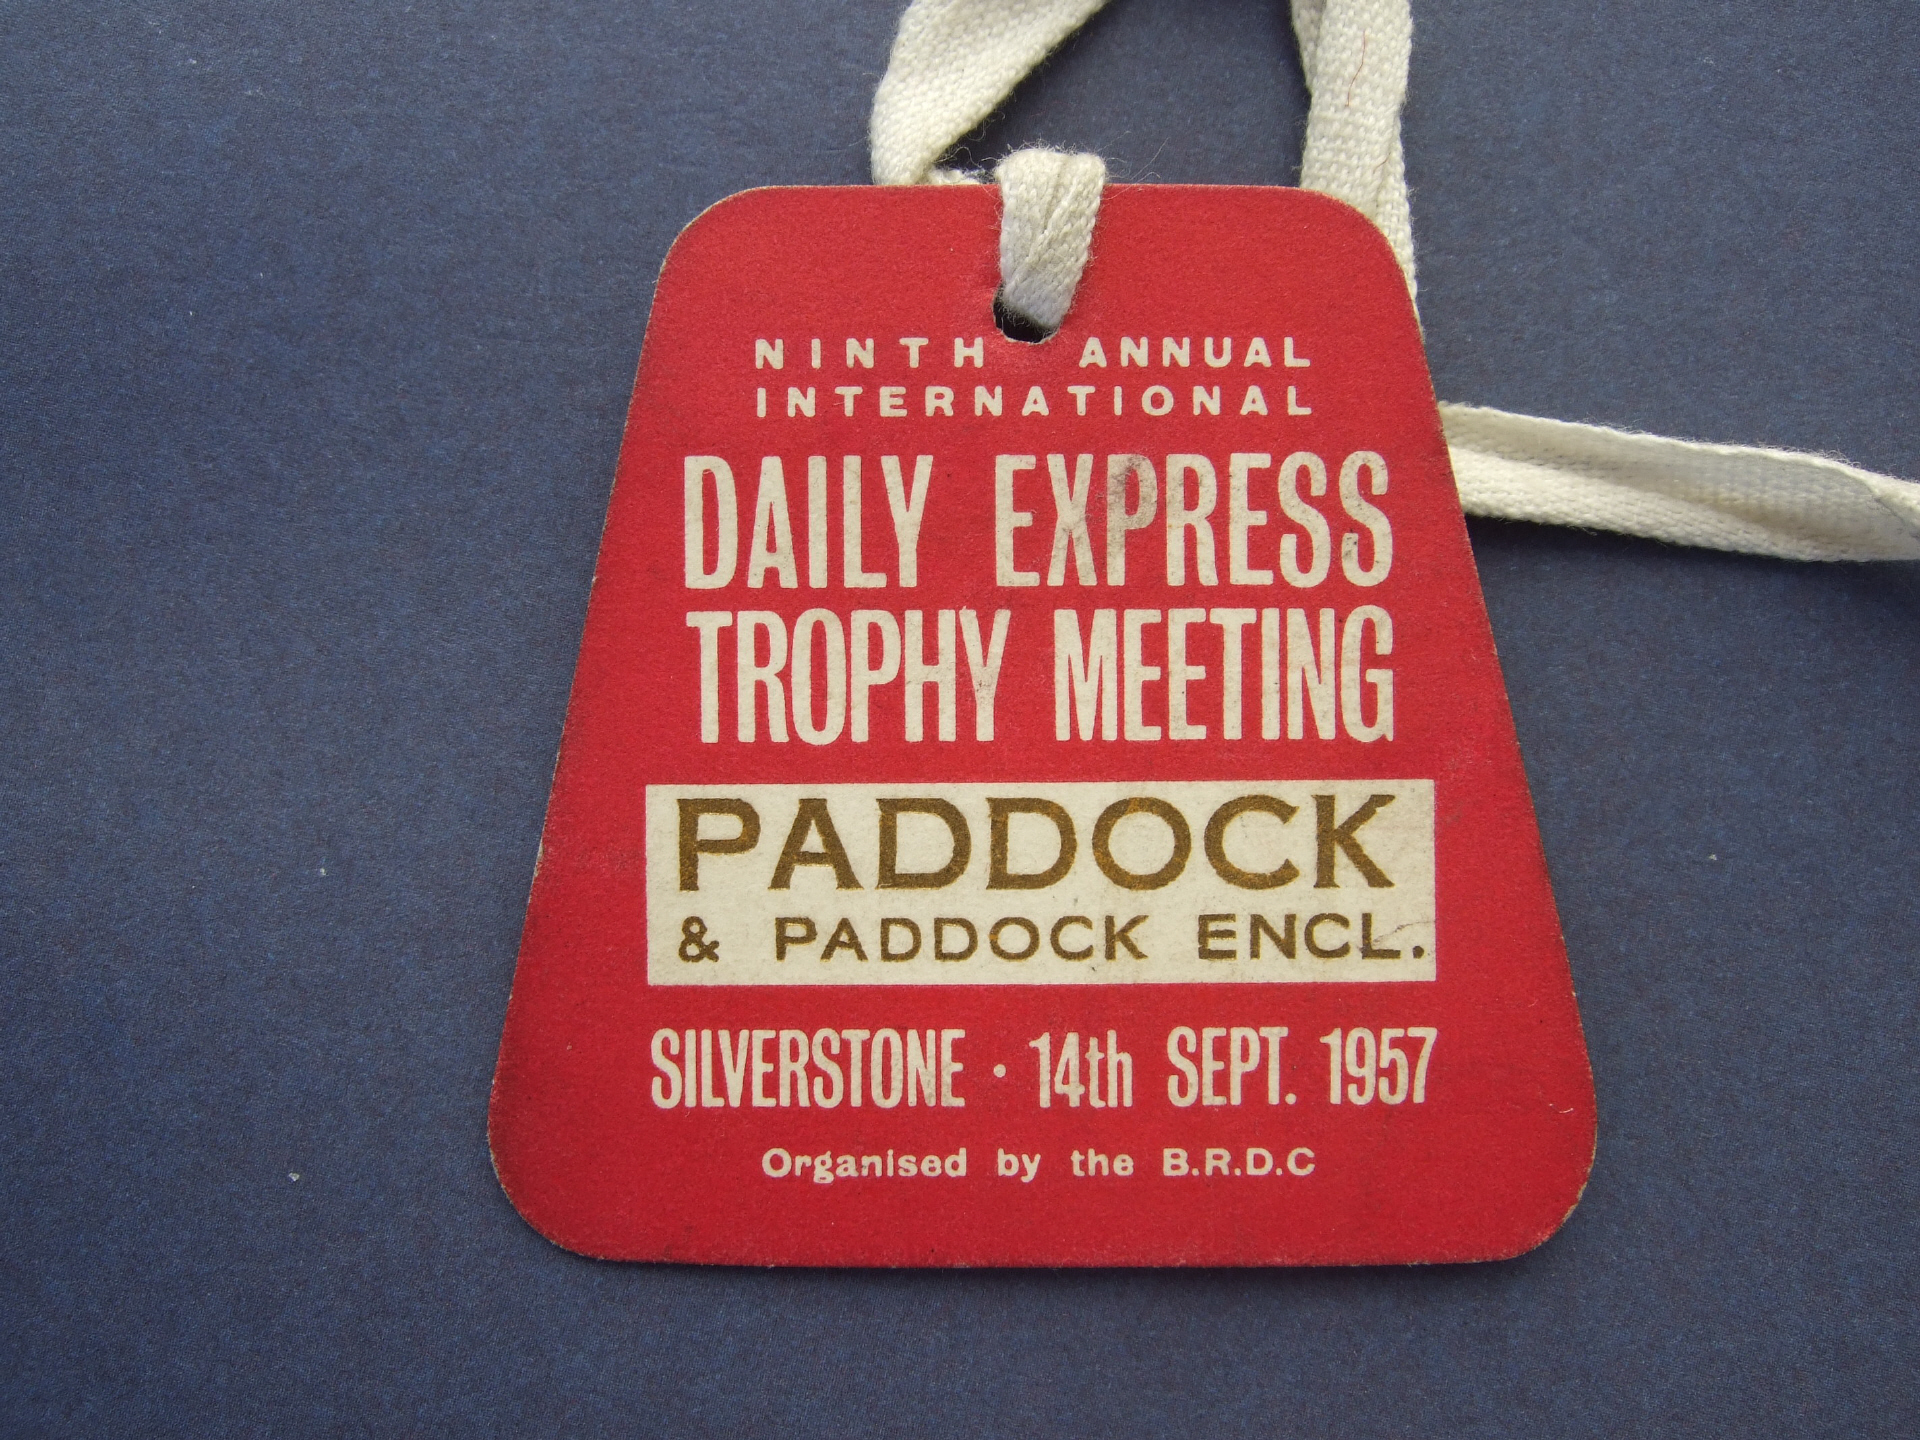 NINTH ANNUAL
INTERNATIONAL
DAILY EXPRESS
TROPHY MEETING
PADDOCK
& PADDOCK ENCL.
SILVERSTONE · 14th SEPT. 1957
Organised by the B.R.D.C